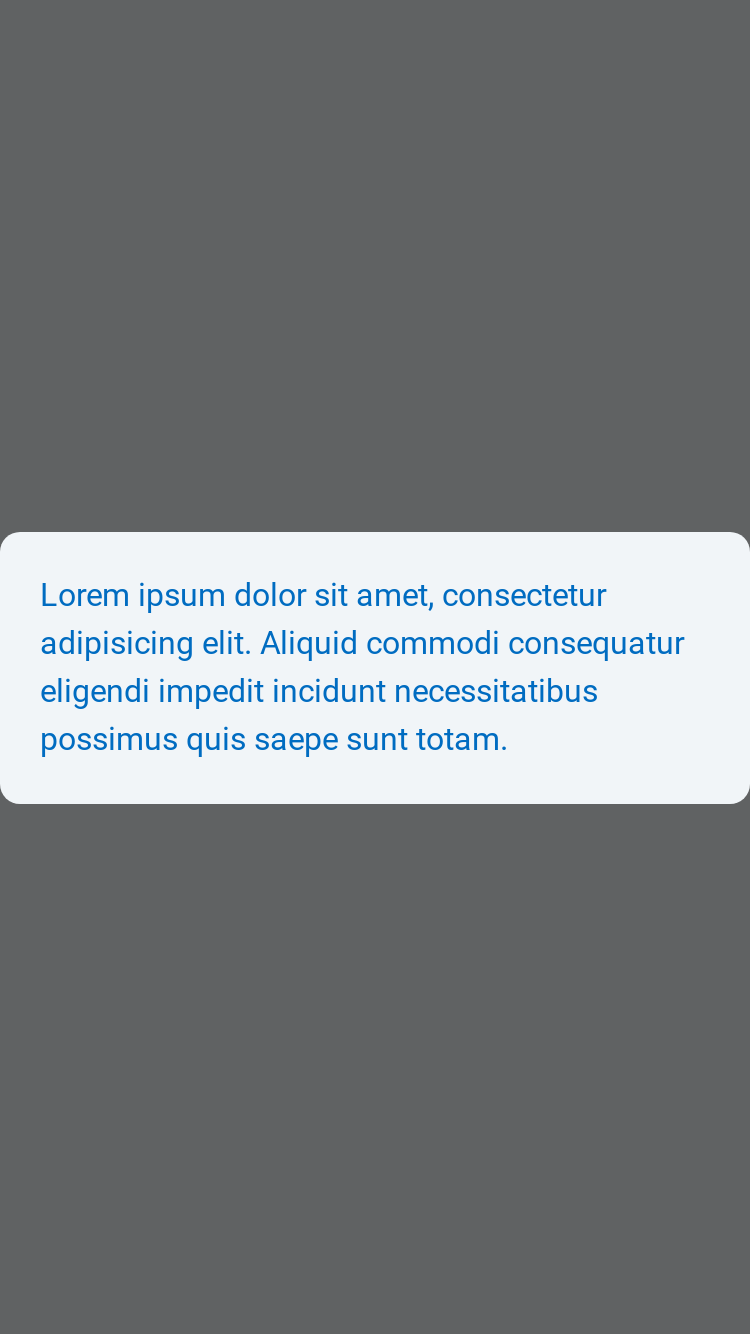 Lorem ipsum dolor sit amet, consectetur
adipisicing elit. Aliquid commodi consequatur
eligendi impedit incidunt necessitatibus
possimus quis saepe sunt totam.